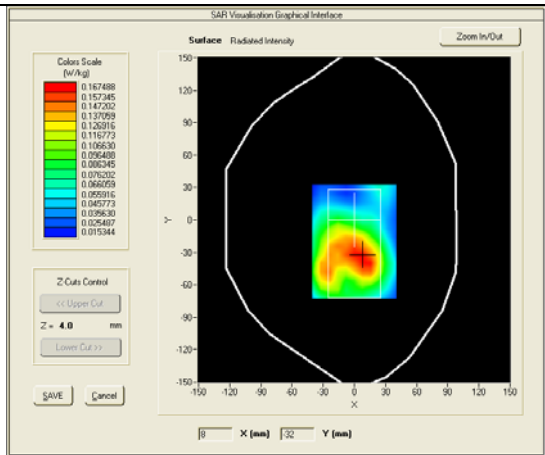 SAR Visualisation Graphical Interface
Surface Radiated Intensity
Zoom In/Out
Colors Scale
(W/kg)
0.167488
0.157345
0.147202
0.137059
0.126916
0.116773
0.106630
0.096488
0.086345
0.076202
0.066059
0.055916
0.045773
0.035630
0.025487
0.015344
Z Cuts Control
<< Upper Cut
Z = 4.0 mm
Lower Cut >>
SAVE Cancel
150
120
90
60
30
0
-30
-60
-90
-120
-150
Y
-150 -120 -90 -60 -30 0 30 60 90 120 150
X
8 X (mm) -32 Y (mm)